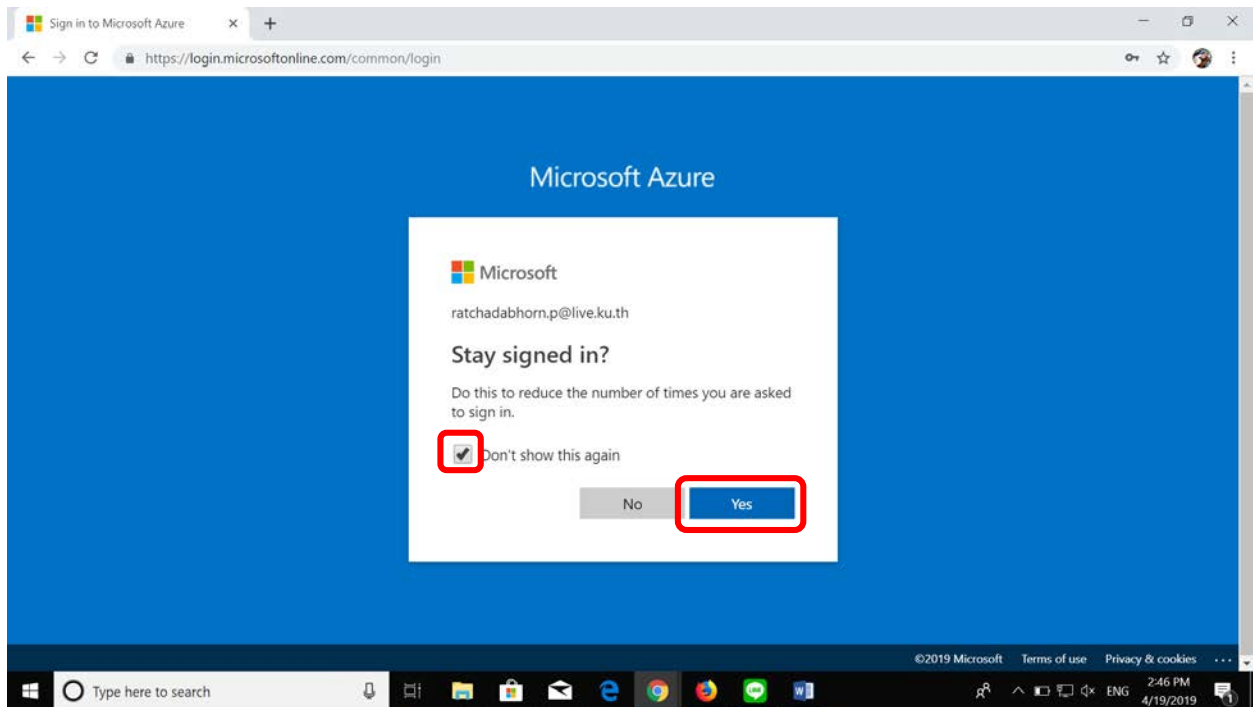 Sign in to Microsoft Azure
https://login.microsoftonline.com/common/login
Microsoft Azure
Microsoft
ratchadabhorn.p@live.ku.th
Stay signed in?
Do this to reduce the number of times you are asked
to sign in.
Don't show this again
No
Yes
©2019 Microsoft
Terms of use
Privacy & cookies
Type here to search
ENG
2:46 PM
4/19/2019